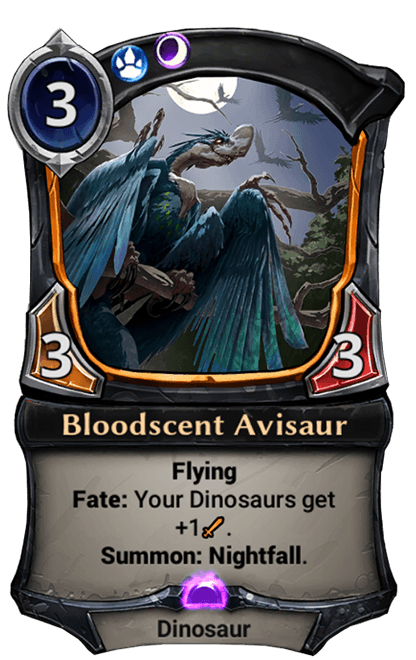 3
3
3
Bloodscent Avisaur
Flying
Fate: Your Dinosaurs get
+1.
Summon: Nightfall.
Dinosaur